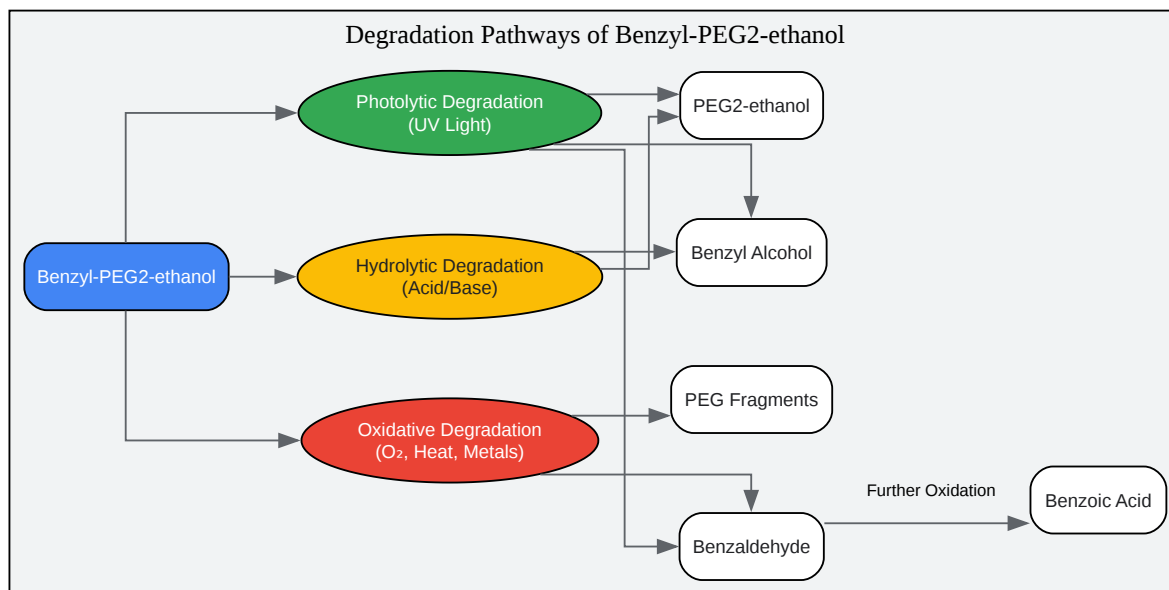 Degradation Pathways of Benzyl-PEG2-ethanol
Photolytic Degradation
(UV Light)
PEG2-ethanol
Benzyl-PEG2-ethanol
Hydrolytic Degradation
(Acid/Base)
Benzyl Alcohol
PEG Fragments
Oxidative Degradation
(O₂, Heat, Metals)
Further Oxidation
Benzoic Acid
Benzaldehyde